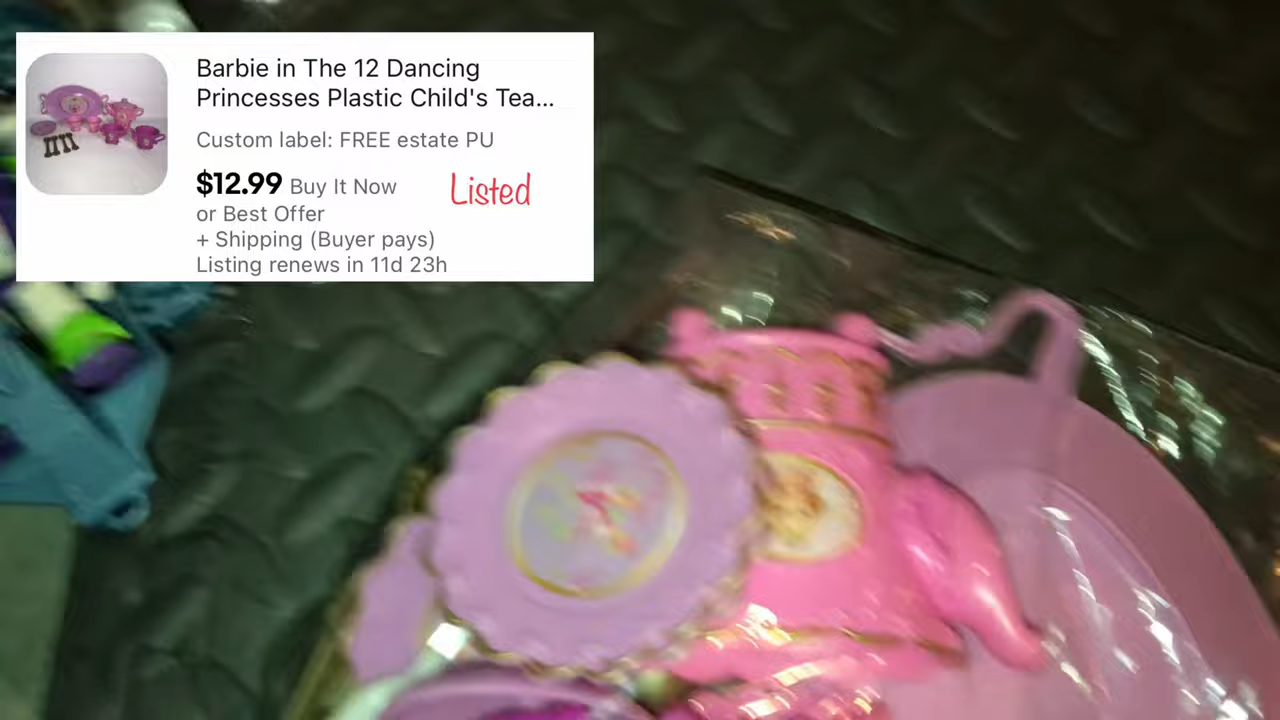 Barbie in The 12 Dancing
Princesses Plastic Child's Tea...
Custom label: FREE estate PU
$12.99 Buy It Now
Listed
or Best Offer
+ Shipping (Buyer pays)
Listing renews in 11d 23h